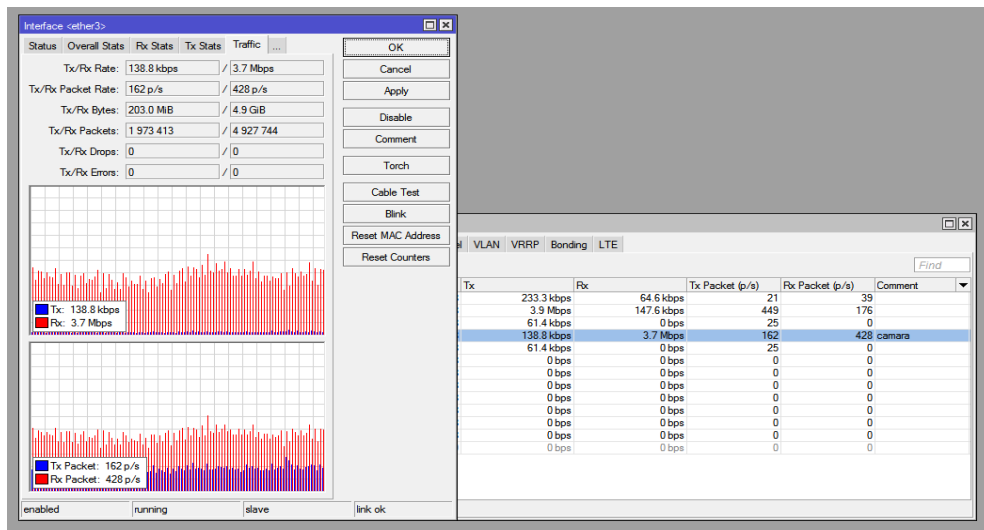 Interface <ether3>
Status Overall Stats Rx Stats Tx Stats Traffic ...
Tx/Rx Rate: 138.8 kbps / 3.7 Mbps
Tx/Rx Packet Rate: 162 p/s / 428 p/s
Tx/Rx Bytes: 203.0 MiB / 4.9 GiB
Tx/Rx Packets: 1 973 413 / 4 927 744
Tx/Rx Drops: 0 / 0
Tx/Rx Errors: 0 / 0
Tx: 138.8 kbps
Rx: 3.7 Mbps
Tx Packet: 162 p/s
Rx Packet: 428 p/s
enabled running slave link ok
OK
Cancel
Apply
Disable
Comment
Torch
Cable Test
Blink
Reset MAC Address
Reset Counters
VLAN VRRP Bonding LTE
Find
Tx Rx Tx Packet (p/s) Rx Packet (p/s) Comment
233.3 kbps 64.6 kbps 21 39
3.9 Mbps 147.6 kbps 449 176
61.4 kbps 0 bps 25 0
138.8 kbps 3.7 Mbps 162 428 camara
61.4 kbps 0 bps 25 0
0 bps 0 bps 0 0
0 bps 0 bps 0 0
0 bps 0 bps 0 0
0 bps 0 bps 0 0
0 bps 0 bps 0 0
0 bps 0 bps 0 0
0 bps 0 bps 0 0
0 bps 0 bps 0 0